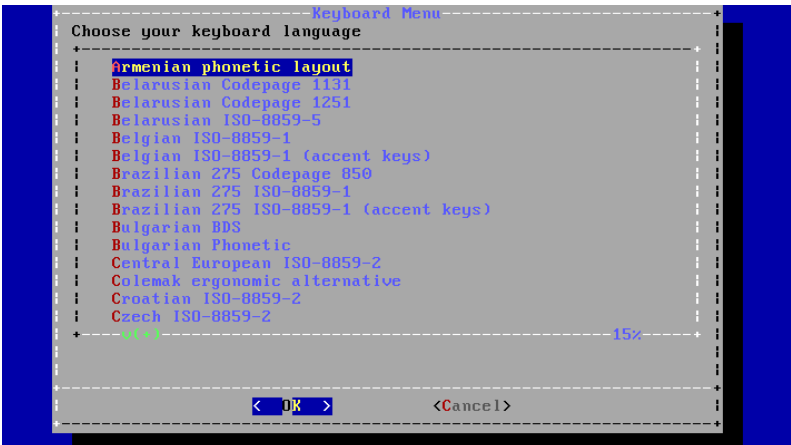 Keyboard Menu
Choose your keyboard language
Armenian phonetic layout
Belarusian Codepage 1131
Belarusian Codepage 1251
Belarusian ISO-8859-5
Belgian ISO-8859-1
Belgian ISO-8859-1 (accent keys)
Brazilian 275 Codepage 850
Brazilian 275 ISO-8859-1
Brazilian 275 ISO-8859-1 (accent keys)
Bulgarian BDS
Bulgarian Phonetic
Central European ISO-8859-2
Colemak ergonomic alternative
Croatian ISO-8859-2
Czech ISO-8859-2
v(+) 15%
< OK > <Cancel>